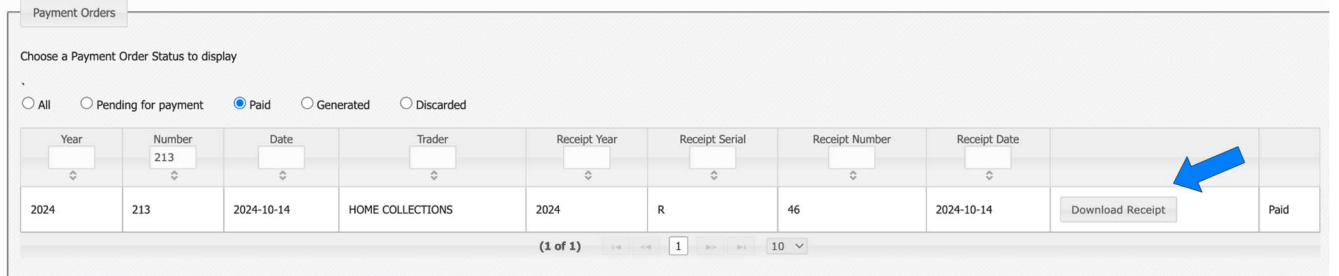 Payment Orders
Choose a Payment Order Status to display
All Pending for payment Paid Generated Discarded
Year Number Date Trader Receipt Year Receipt Serial Receipt Number Receipt Date
213
2024 213 2024-10-14 HOME COLLECTIONS 2024 R 46 2024-10-14 Download Receipt Paid
(1 of 1) 1 10